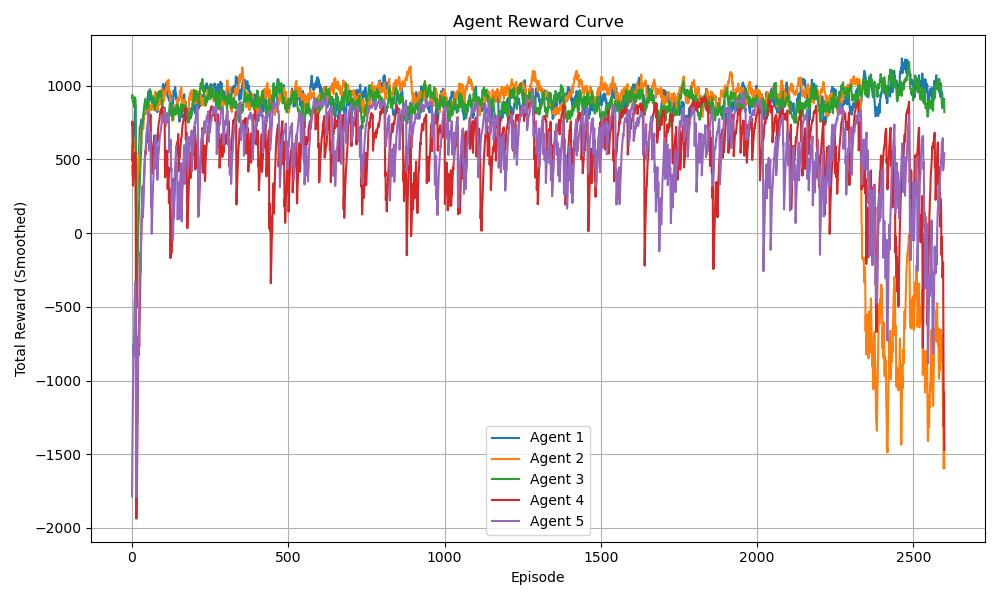 Agent Reward Curve
Total Reward (Smoothed)
1000
500
0
−500
−1000
−1500
−2000
Agent 1
Agent 2
Agent 3
Agent 4
Agent 5
0 500 1000 1500 2000 2500
Episode